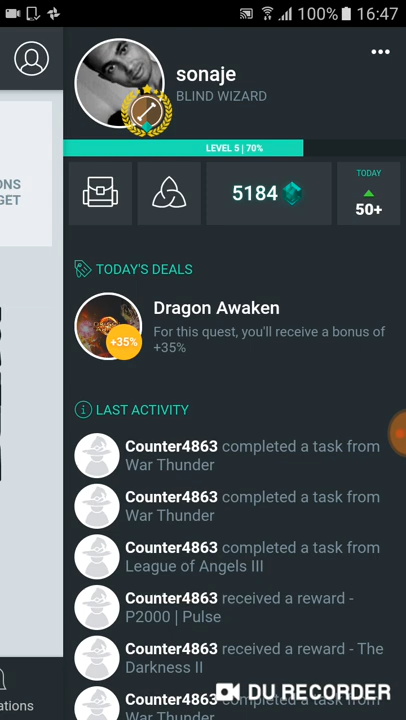 100% 16:47
sonaje
BLIND WIZARD
LEVEL 5 | 70%
ONS
GET
5184
TODAY
50+
TODAY'S DEALS
Dragon Awaken
For this quest, you'll receive a bonus of
+35%
+35%
LAST ACTIVITY
Counter4863 completed a task from
War Thunder
Counter4863 completed a task from
War Thunder
Counter4863 completed a task from
League of Angels III
Counter4863 received a reward -
P2000 | Pulse
Counter4863 received a reward - The
Darkness II
Counter4863 completed a task from
War Thunder
ations
DU RECORDER